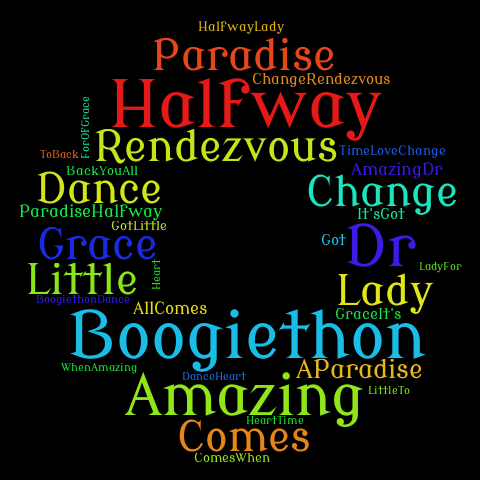 HalfwayLady
Paradise
ChangeRendezvous
Halfway
ForOfGrace
Rendezvous
ToBack
TimeLoveChange
BackYouAll
AmazingDr
Dance
Change
ParadiseHalfway
It'sGot
GotLittle
Grace
Got
Dr
LadyFor
Little
Heart
Lady
BoogiethonDance
AllComes
GraceIt's
Boogiethon
WhenAmazing
AParadise
DanceHeart
Amazing
LittleTo
HeartTime
Comes
ComesWhen